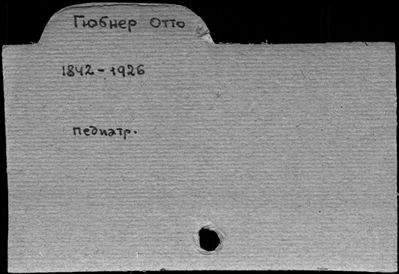 Гюбнер Отто
1842-1926
педиатр.